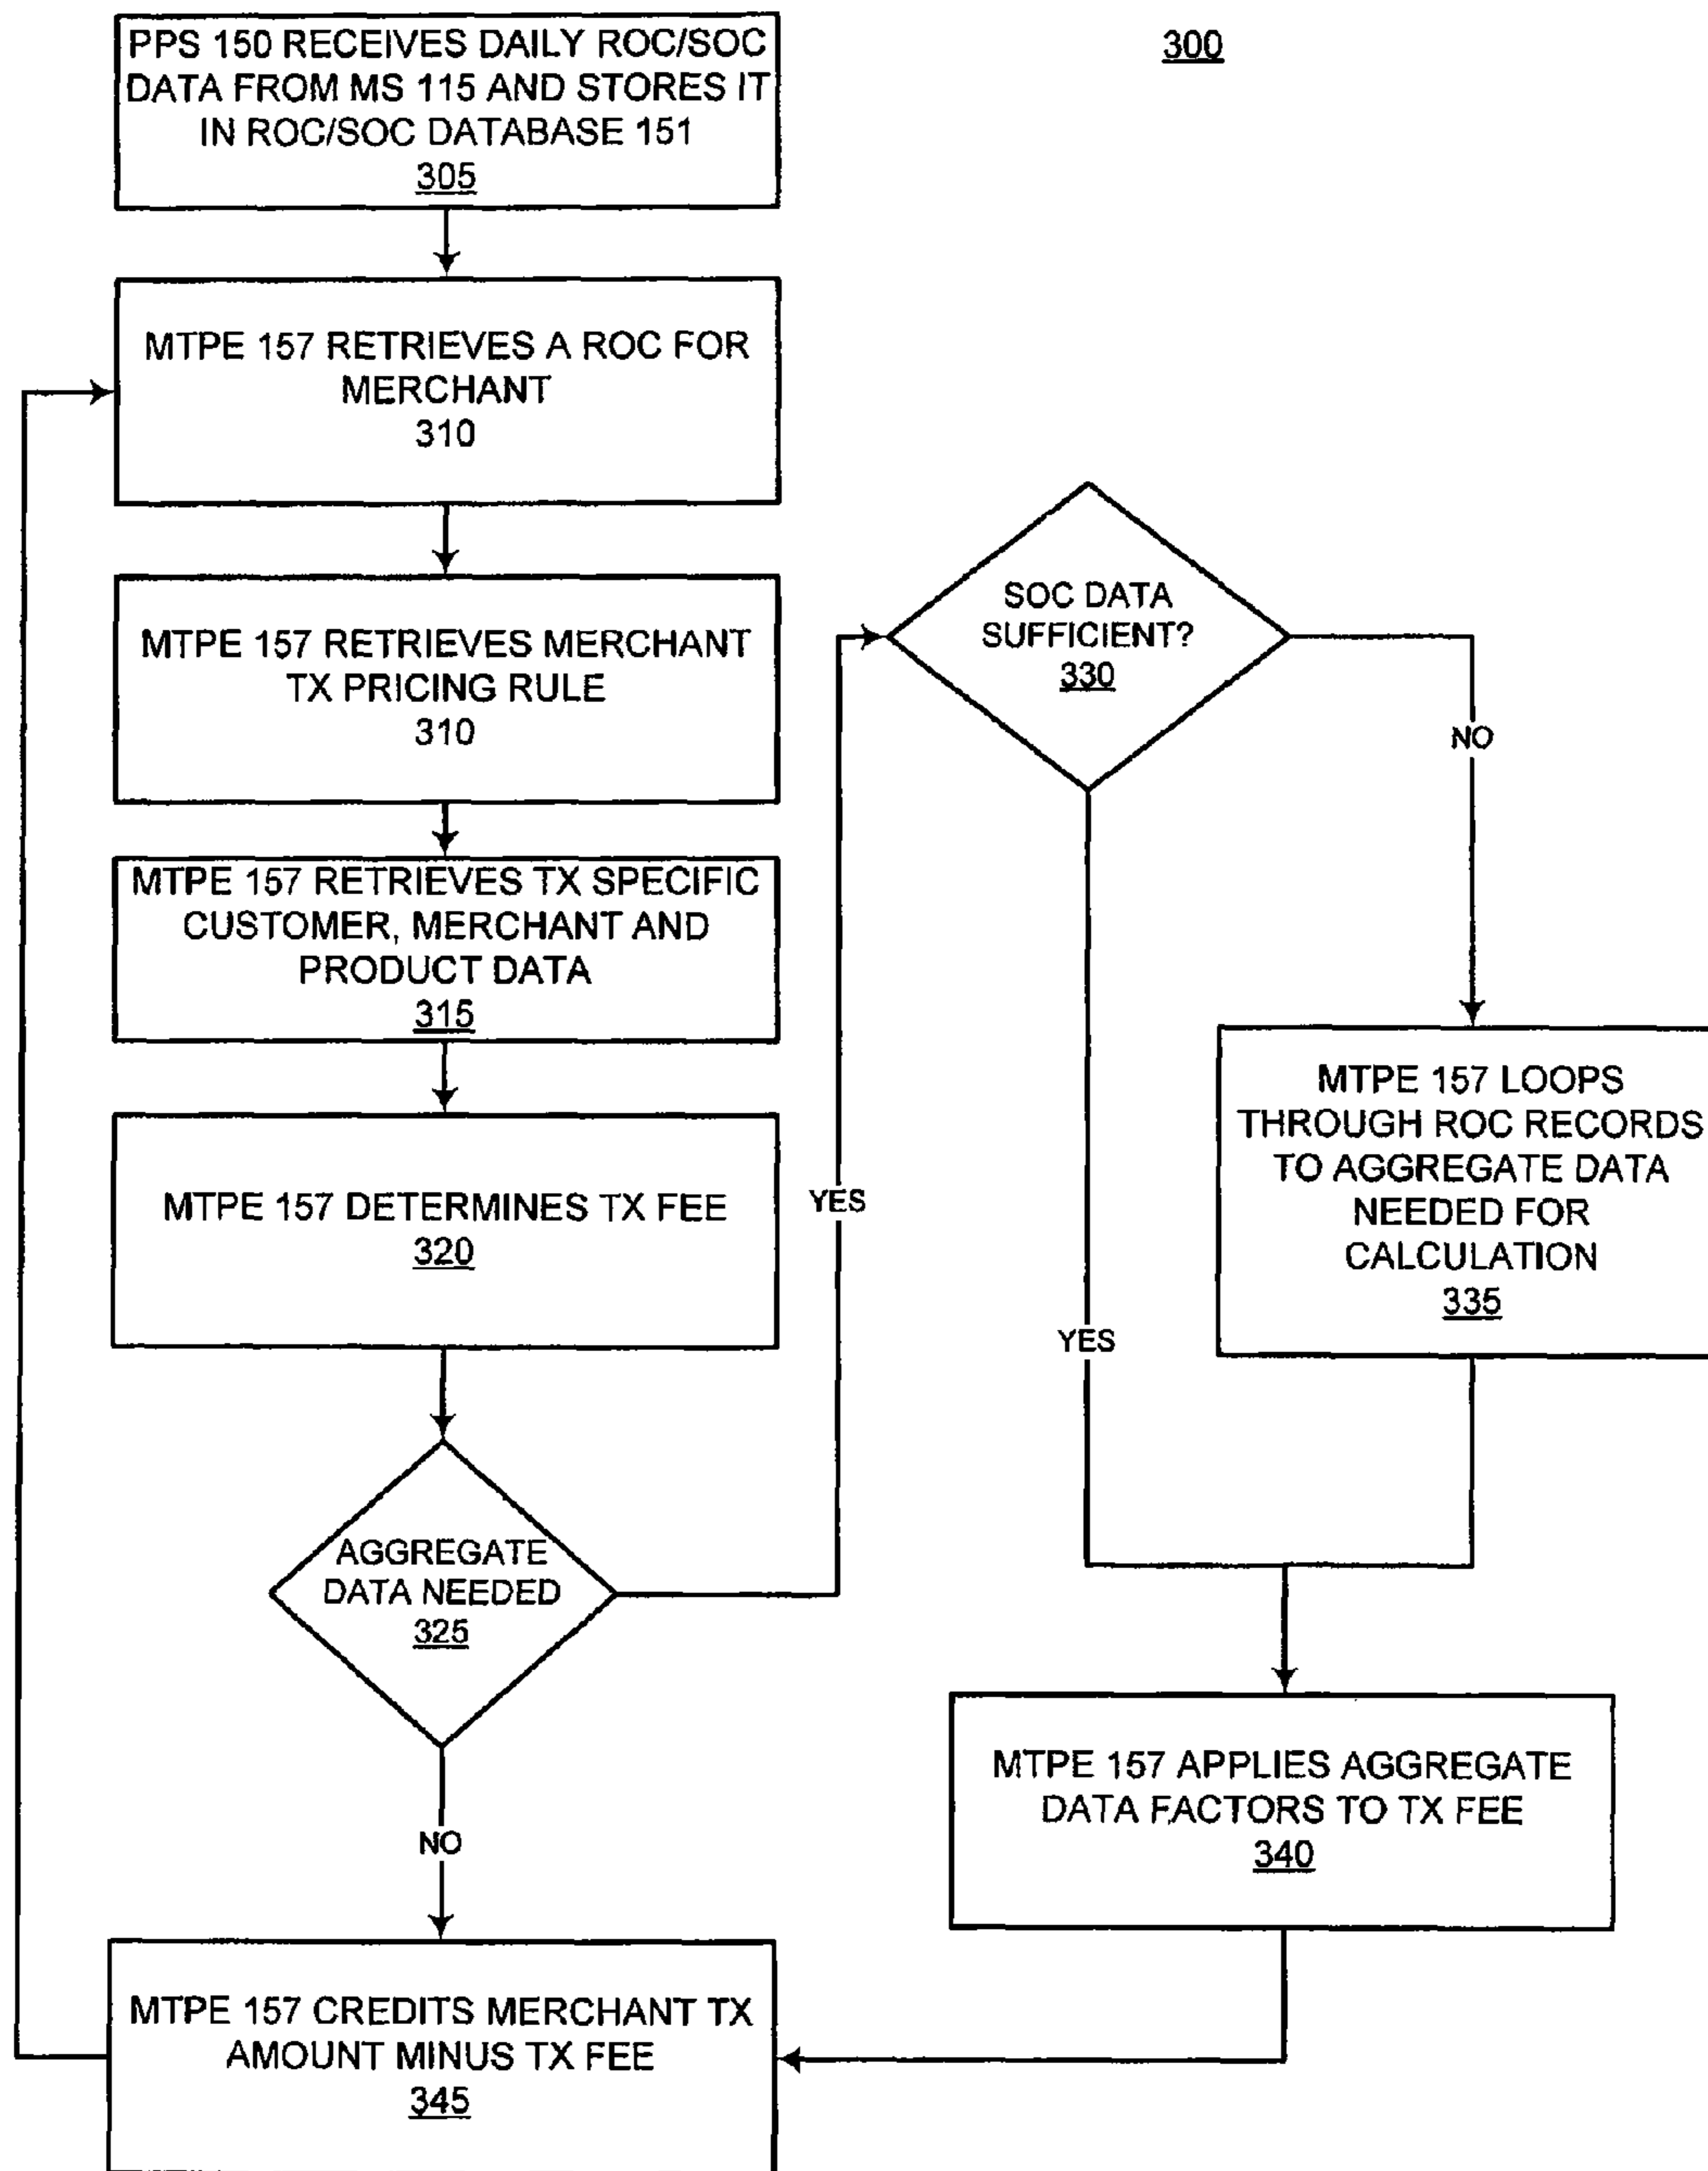 PPS 150 RECEIVES DAILY ROC/SOC
DATA FROM MS 115 AND STORES IT
IN ROC/SOC DATABASE 151
305
300
MTPE 157 RETRIEVES A ROC FOR
MERCHANT
310
MTPE 157 RETRIEVES MERCHANT
TX PRICING RULE
310
MTPE 157 RETRIEVES TX SPECIFIC
CUSTOMER, MERCHANT AND
PRODUCT DATA
315
MTPE 157 DETERMINES TX FEE
320
AGGREGATE
DATA NEEDED
325
YES
NO
SOC DATA
SUFFICIENT?
330
NO
YES
MTPE 157 LOOPS
THROUGH ROC RECORDS
TO AGGREGATE DATA
NEEDED FOR
CALCULATION
335
MTPE 157 APPLIES AGGREGATE
DATA FACTORS TO TX FEE
340
MTPE 157 CREDITS MERCHANT TX
AMOUNT MINUS TX FEE
345